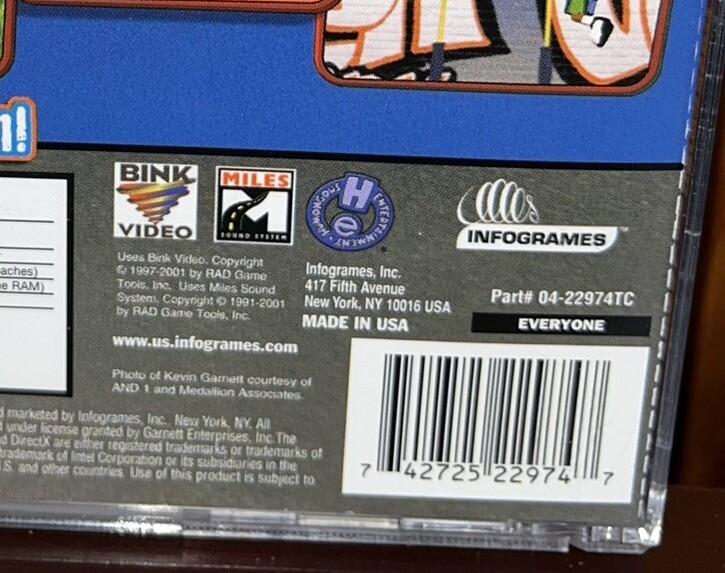 !
BINK
VIDEO
MILES
SOUND SYSTEM
H
e
HUMONGOUS ENTERTAINMENT
INFOGRAMES
aches)
e RAM)
Uses Bink Video. Copyright
© 1997-2001 by RAD Game
Tools, Inc. Uses Miles Sound
System. Copyright © 1991-2001
by RAD Game Tools, Inc.
www.us.infogrames.com
Photo of Kevin Garnett courtesy of
AND 1 and Medallion Associates.
Infogrames, Inc.
417 Fifth Avenue
New York, NY 10016 USA
MADE IN USA
Part# 04-22974TC
EVERYONE
d marketed by Infogrames, Inc., New York, NY. All
under license granted by Garnett Enterprises, Inc. The
d DirectX are either registered trademarks or trademarks of
trademark of Intel Corporation or its subsidiaries in the
.S. and other countries. Use of this product is subject to
7 42725 22974 7